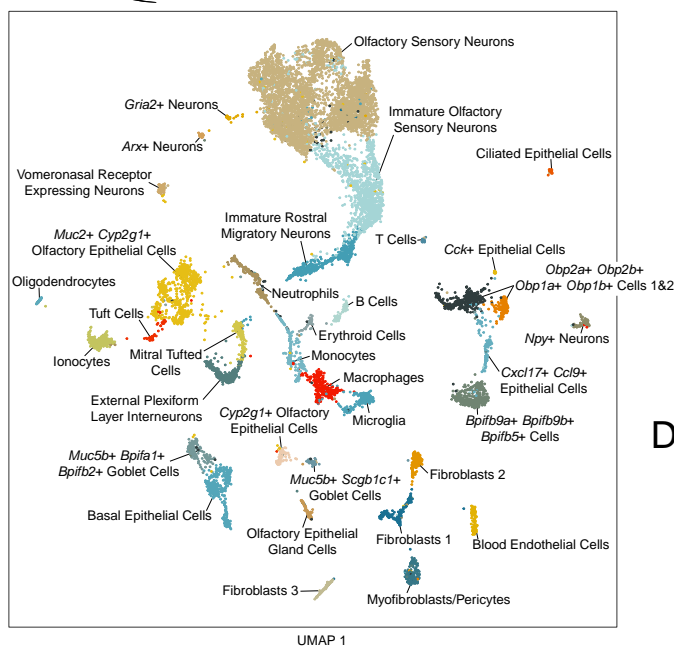 Olfactory Sensory Neurons
Gria2+ Neurons
Immature Olfactory
Sensory Neurons
Arx+ Neurons
Ciliated Epithelial Cells
Vomeronasal Receptor
Expressing Neurons
Immature Rostral
Migratory Neurons
T Cells
Muc2+ Cyp2g1+
Olfactory Epithelial Cells
Cck+ Epithelial Cells
Obp2a+ Obp2b+
Obp1a+ Obp1b+ Cells 1&2
Oligodendrocytes
Neutrophils
B Cells
Tuft Cells
Erythroid Cells
Npy+ Neurons
Ionocytes
Mitral Tufted
Cells
Monocytes
Cxcl17+ Ccl9+
Epithelial Cells
Macrophages
External Plexiform
Layer Interneurons
Cyp2g1+ Olfactory
Epithelial Cells
Microglia
Bpifb9a+ Bpifb9b+
Bpifb5+ Cells
D
Muc5b+ Bpifa1+
Bpifb2+ Goblet Cells
Fibroblasts 2
Muc5b+ Scgb1c1+
Goblet Cells
Basal Epithelial Cells
Olfactory Epithelial
Gland Cells
Fibroblasts 1
Blood Endothelial Cells
Fibroblasts 3
Myofibroblasts/Pericytes
UMAP 1